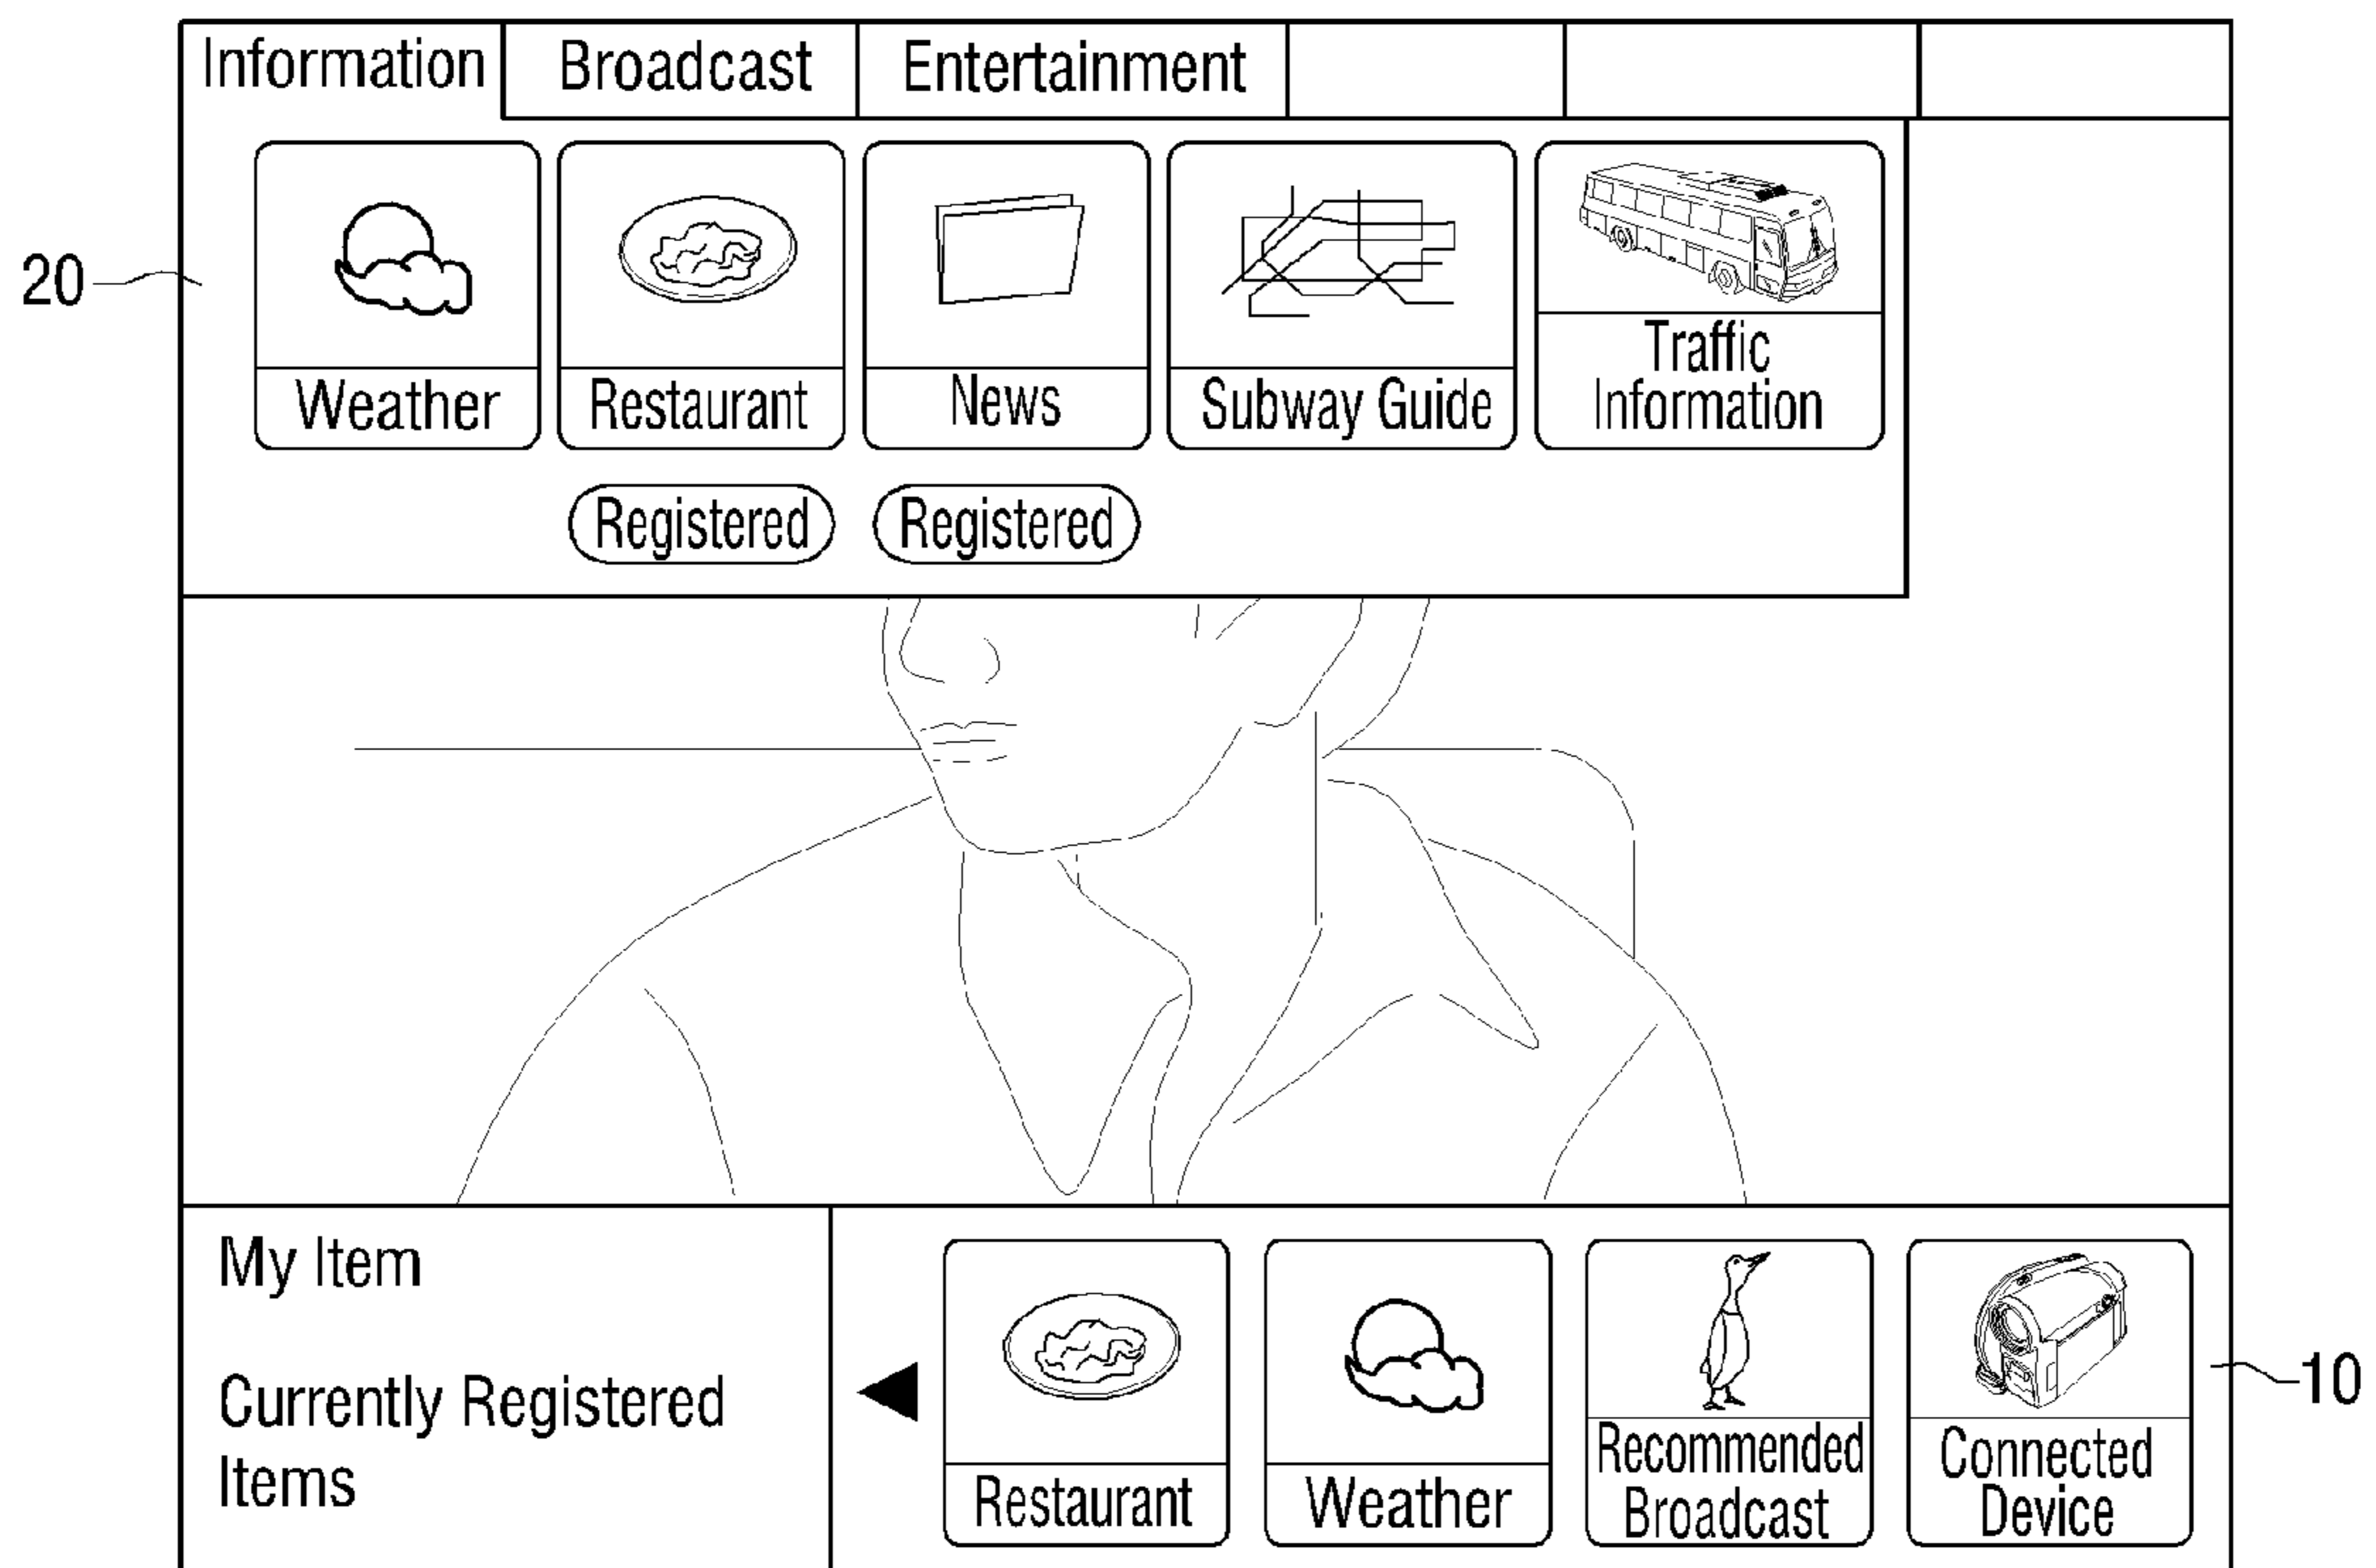 Information Broadcast Entertainment
20
Weather Restaurant News Subway Guide Traffic
Information
Registered Registered
My Item
Currently Registered
Items
Restaurant Weather Recommended
Broadcast Connected
Device
10